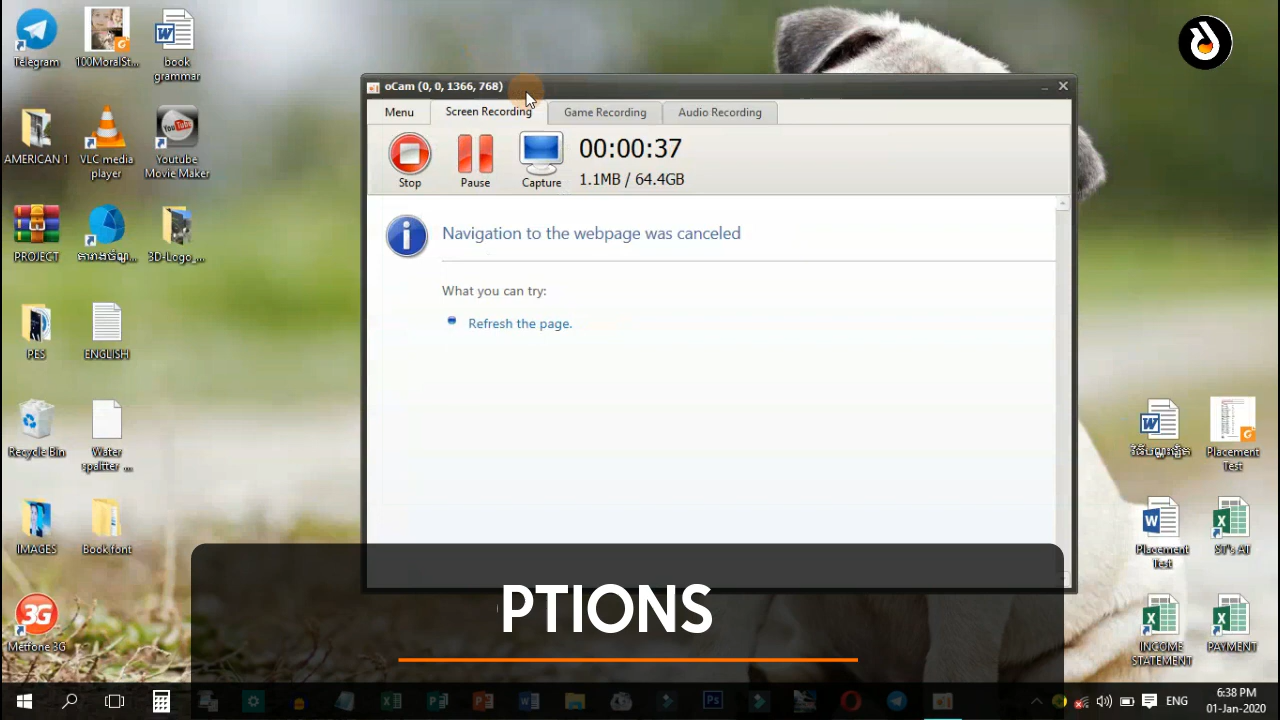 Telegram
100MoralSt...
book
grammar
AMERICAN 1
VLC media
player
Youtube
Movie Maker
PROJECT
3D-Logo_...
PES
ENGLISH
Recycle Bin
Water
spaltter ...
IMAGES
Book font
3G
Metfone 3G
oCam (0, 0, 1366, 768)
Menu
Screen Recording
Game Recording
Audio Recording
Stop
Pause
Capture
00:00:37
1.1MB / 64.4GB
Navigation to the webpage was canceled
What you can try:
Refresh the page.
PTIONS
Placement
Test
Placement
Test
ST's AT
INCOME
STATEMENT
PAYMENT
ENG
6:38 PM
01-Jan-2020